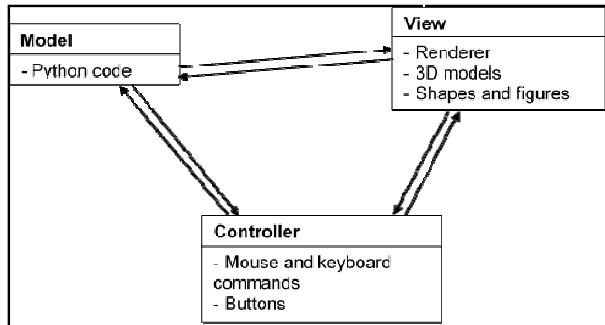 Model
- Python code
View
- Renderer
- 3D models
- Shapes and figures
Controller
- Mouse and keyboard
commands
- Buttons